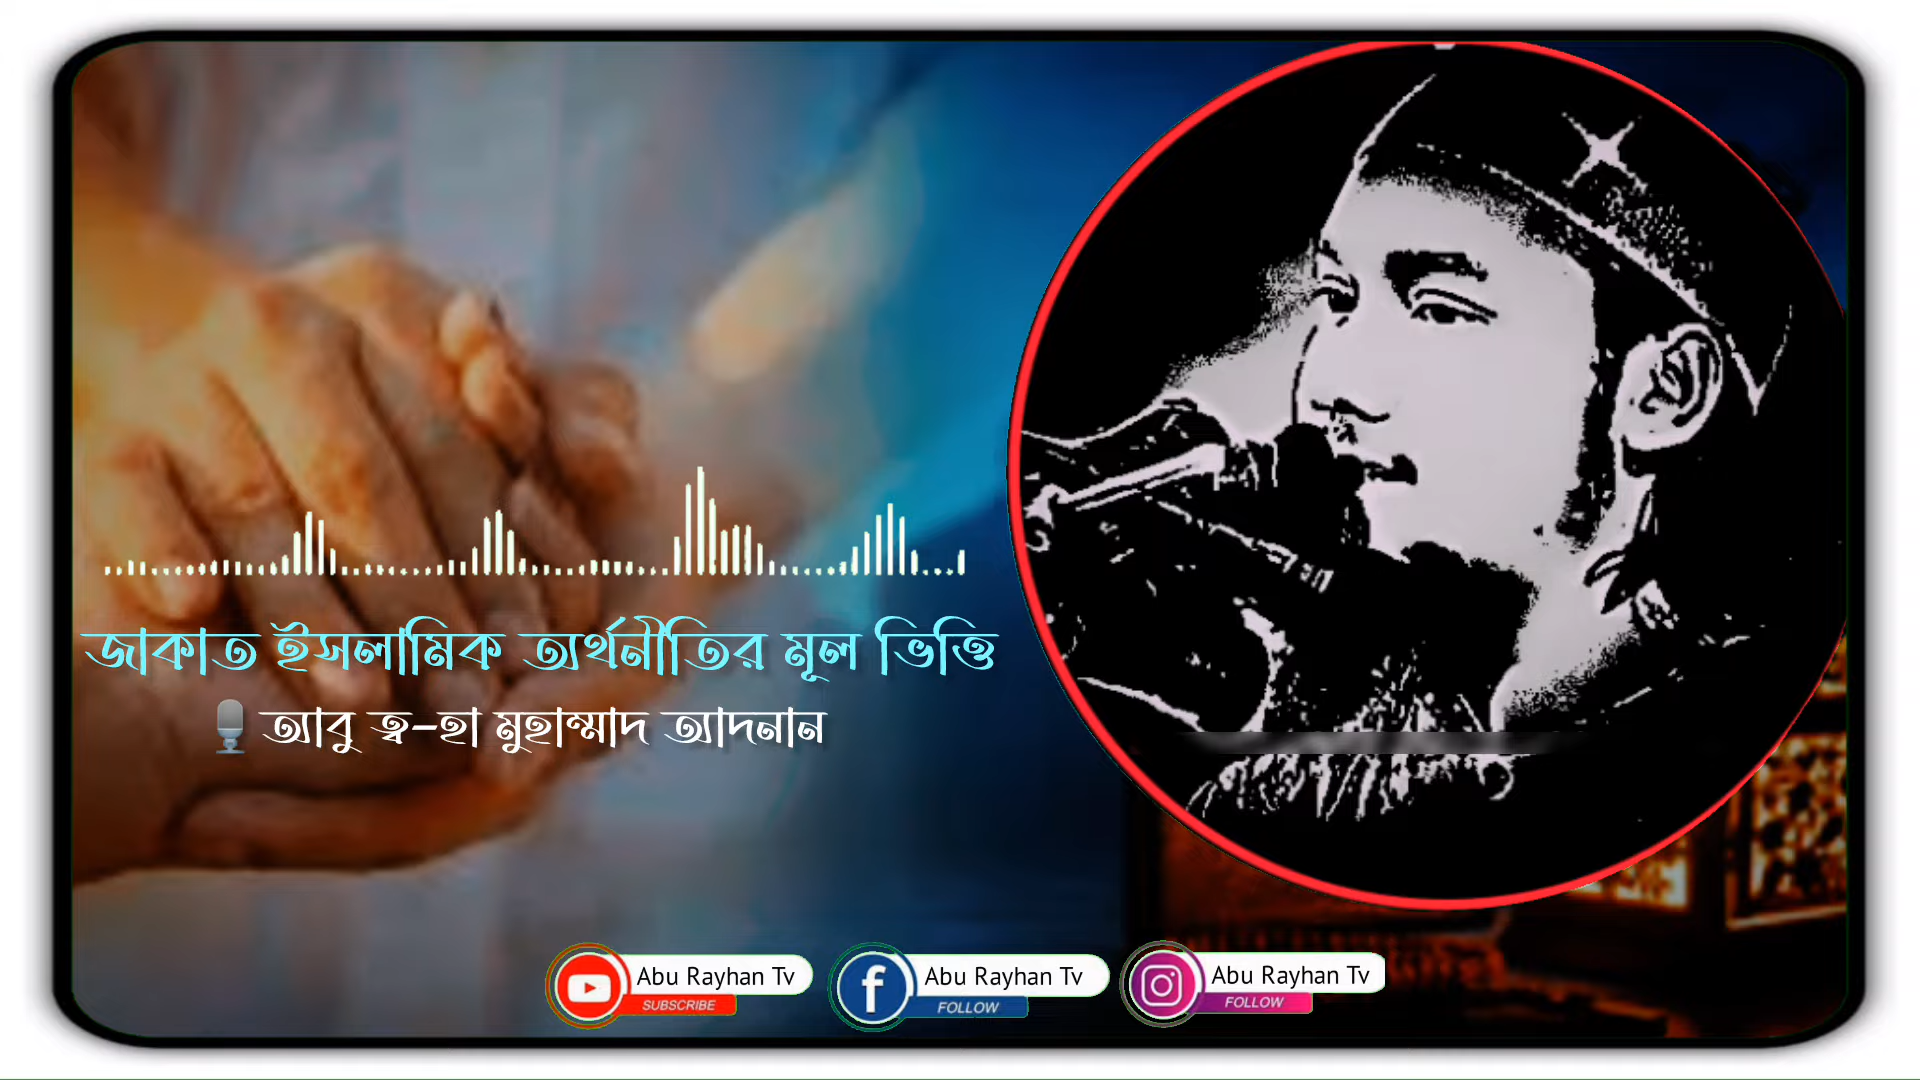 জাকাত ইসলামিক অর্থনীতির মূল ভিত্তি
আবু ত্ব-হা মুহাম্মাদ আদনান
Abu Rayhan Tv
SUBSCRIBE
Abu Rayhan Tv
FOLLOW
Abu Rayhan Tv
FOLLOW